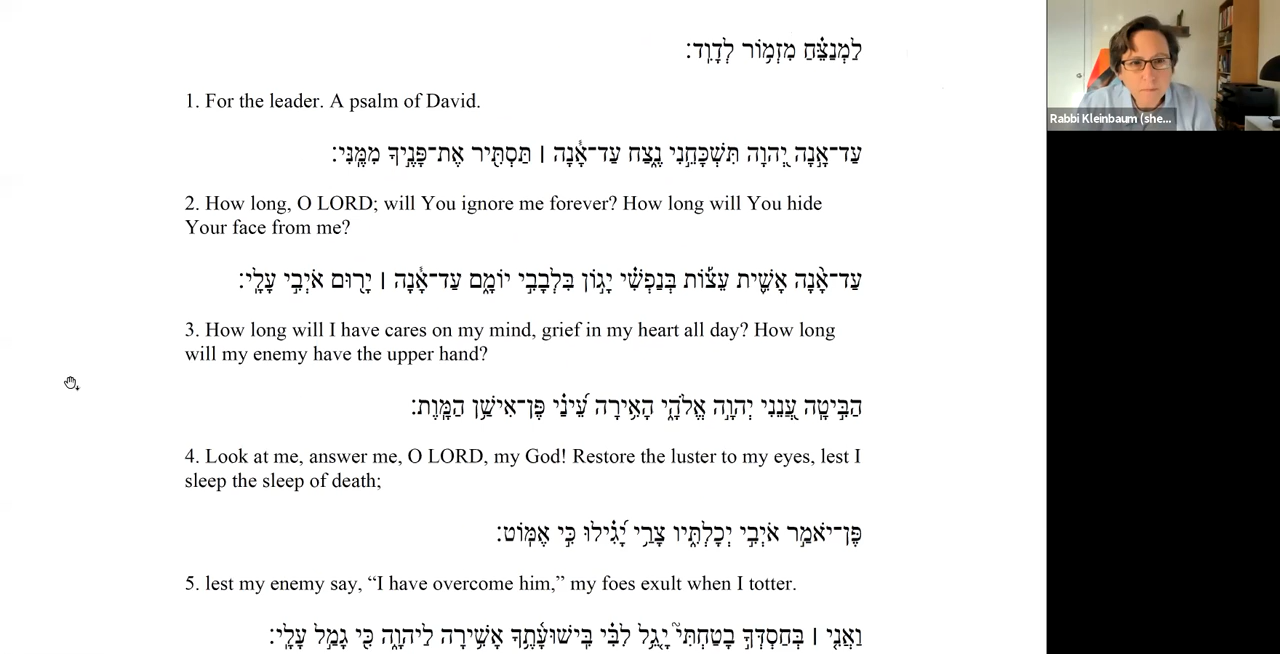 לַמְנַצֵּ֗חַ מִזְמ֥וֹר לְדָוִֽד׃
1. For the leader. A psalm of David.
עַד־אָ֣נָה יְ֭הוָה תִּשְׁכָּחֵ֣נִי נֶ֑צַח עַד־אָ֓נָה ׀ תַּסְתִּ֖יר אֶת־פָּנֶ֣יךָ מִמֶּֽנִּי׃
2. How long, O LORD; will You ignore me forever? How long will You hide
Your face from me?
עַד־אָ֨נָה אָשִׁ֪ית עֵצ֡וֹת בְּנַפְשִׁ֗י יָג֣וֹן בִּלְבָבִ֣י יוֹמָ֑ם עַד־אָ֓נָה ׀ יָר֖וּם אֹיְבִ֣י עָלָֽי׃
3. How long will I have cares on my mind, grief in my heart all day? How long
will my enemy have the upper hand?
הַבִּ֤יטָֽה עֲ֭נֵנִי יְהוָ֣ה אֱלֹהָ֑י הָאִ֥ירָה עֵ֝ינַ֗י פֶּן־אִישַׁ֥ן הַמָּֽוֶת׃
4. Look at me, answer me, O LORD, my God! Restore the luster to my eyes, lest I
sleep the sleep of death;
פֶּן־יֹאמַ֣ר אֹיְבִ֣י יְכָלְתִּ֑יו צָרַ֥י יָ֝גִ֗ילוּ כִּ֣י אֶמּֽוֹט׃
5. lest my enemy say, “I have overcome him,” my foes exult when I totter.
וַאֲנִ֤י ׀ בְּחַסְדְּךָ֣ בָטַחְתִּי֮ יָ֤גֵ֥ל לִבִּ֗י בִּֽישׁוּעָ֫תֶ֥ךָ אָשִׁ֥ירָה לַיהוָ֑ה כִּ֖י גָמַ֣ל עָלָֽי׃
Rabbi Kleinbaum (she...